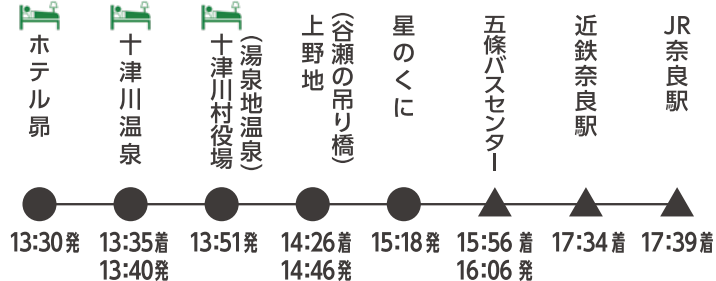 ホテル昴
十津川温泉
十津川村役場
(湯泉地温泉)
上野地
(谷瀬の吊り橋)
星のくに
五條バスセンター
近鉄奈良駅
JR奈良駅
13:30発
13:35着
13:40発
13:51発
14:26着
14:46発
15:18発
15:56着
16:06発
17:34着
17:39着